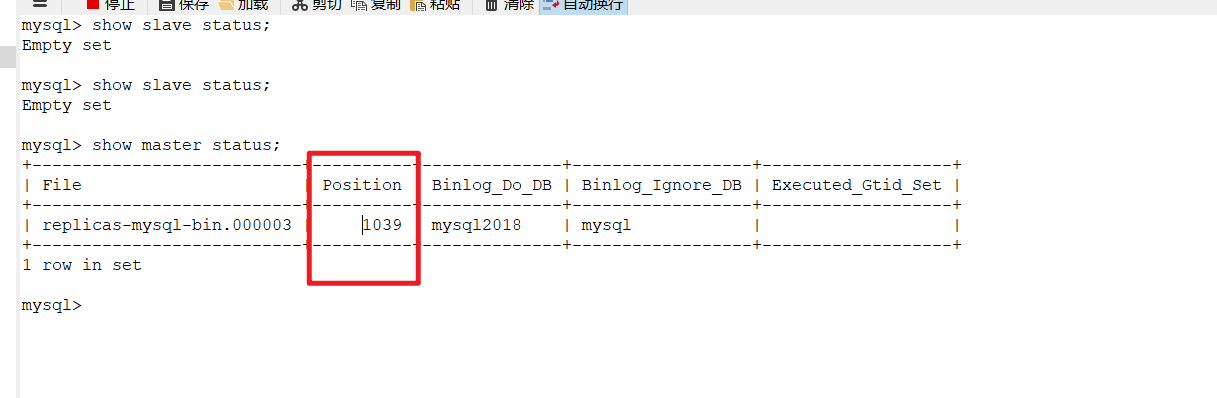 停止 保存 加载 剪切 复制 粘贴 清除 自动换行
mysql> show slave status;
Empty set
mysql> show slave status;
Empty set
mysql> show master status;
+---------------------------+----------+--------------+------------------+-------------------+
| File | Position | Binlog_Do_DB | Binlog_Ignore_DB | Executed_Gtid_Set |
+---------------------------+----------+--------------+------------------+-------------------+
| replicas-mysql-bin.000003 | 1039 | mysql2018 | mysql | |
+---------------------------+----------+--------------+------------------+-------------------+
1 row in set
mysql>